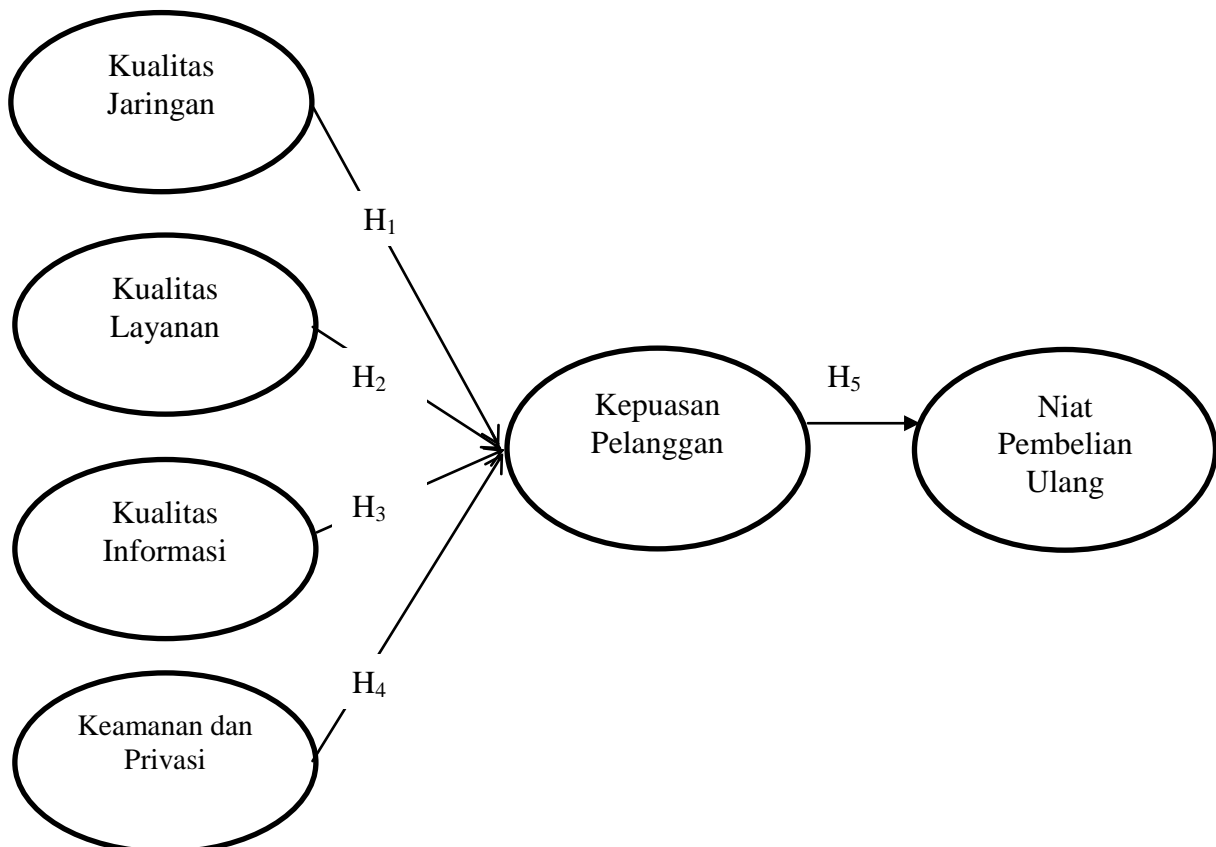 Kualitas
Jaringan
H₁
Kualitas
Layanan
H₂
Kepuasan
Pelanggan
H₅
Niat
Pembelian
Ulang
Kualitas
Informasi
H₃
H₄
Keamanan dan
Privasi